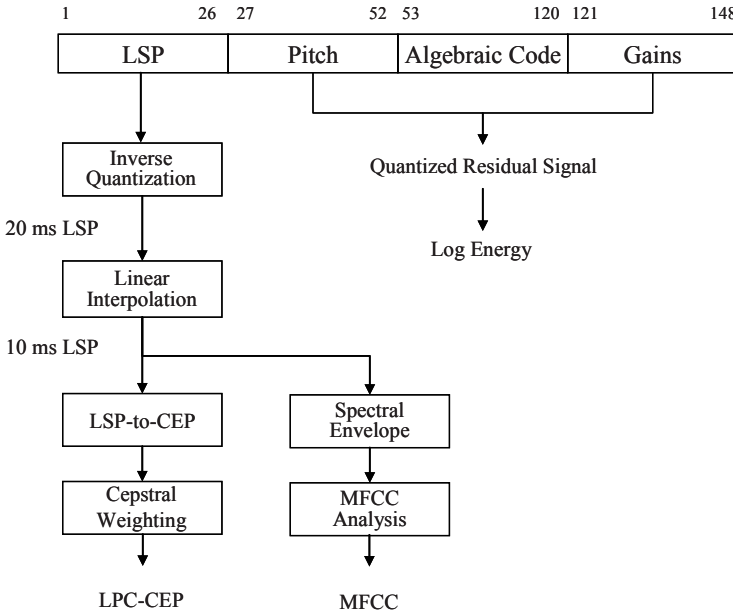 1 26 27 52 53 120 121 148
LSP Pitch Algebraic Code Gains
Inverse
Quantization
Quantized Residual Signal
20 ms LSP
Log Energy
Linear
Interpolation
10 ms LSP
LSP-to-CEP
Spectral
Envelope
Cepstral
Weighting
MFCC
Analysis
LPC-CEP MFCC